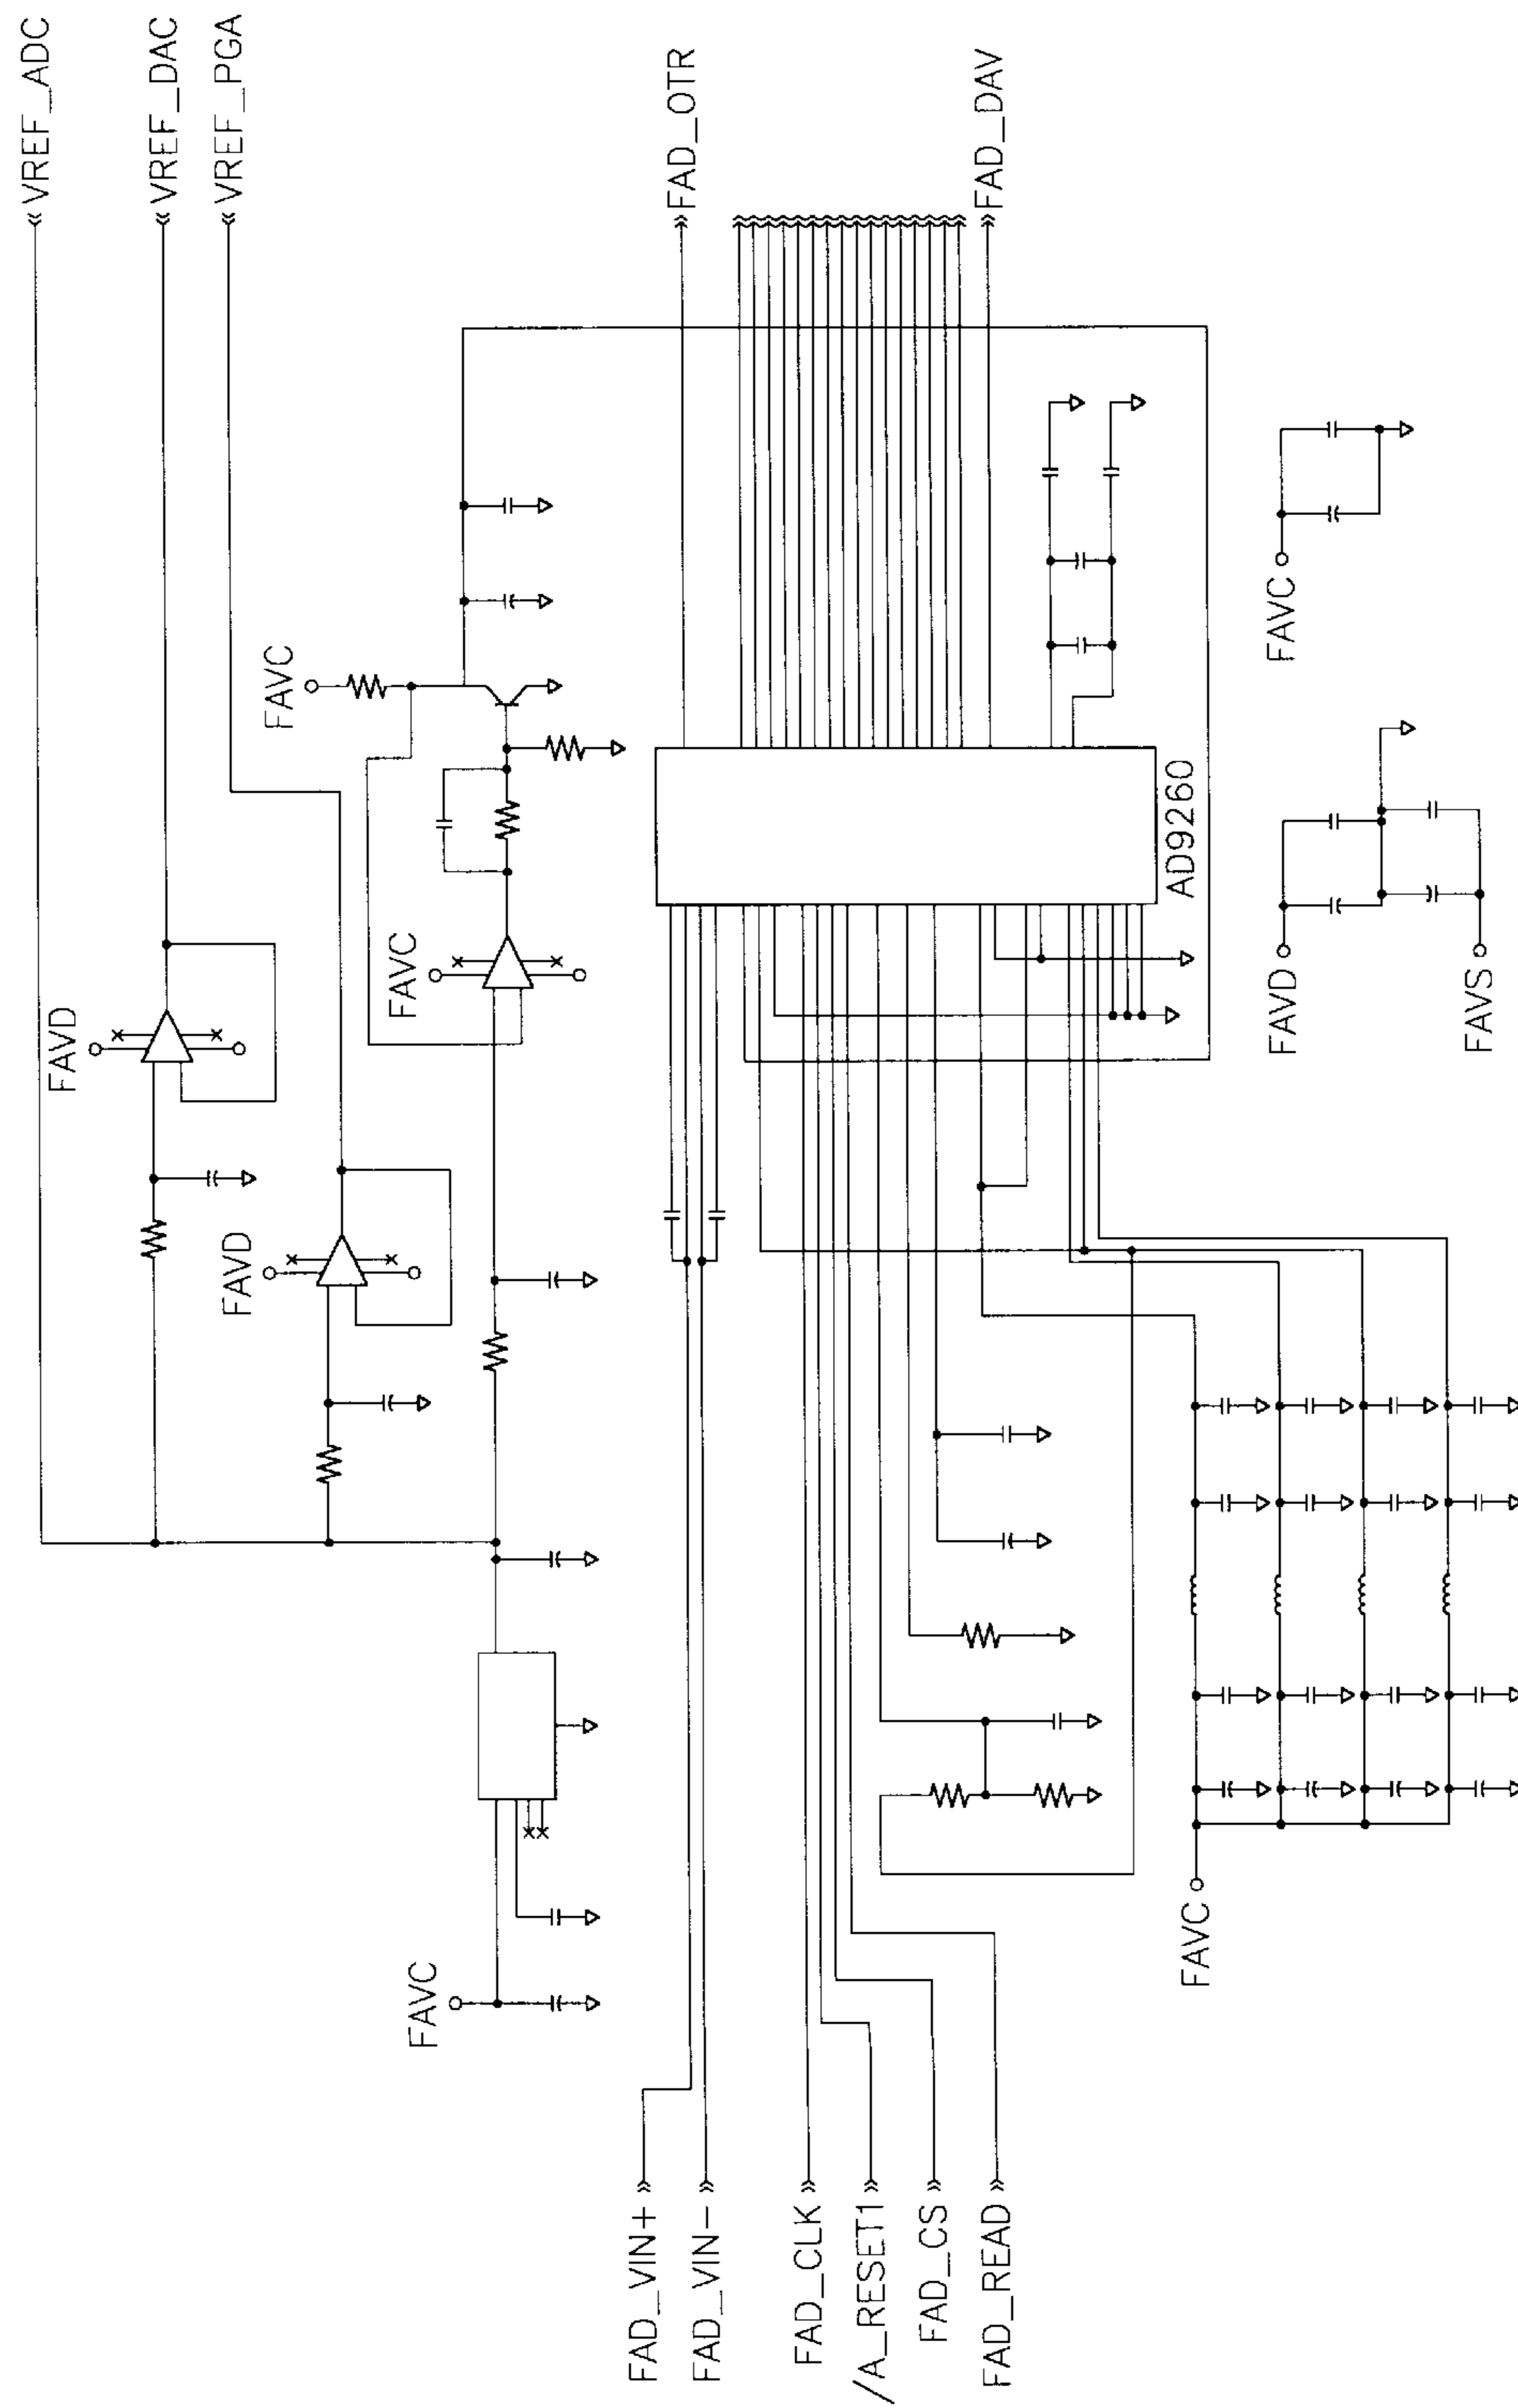 VREF_ADC
VREF_DAC
VREF_PGA
FAD_OTR
FAD_DAV
FAVC
FAVC
FAVD
FAVC
AD9260
FAVD
FAVD
FAVS
FAVC
FAVC
FAD_VIN+
FAD_VIN-
FAD_CLK
/A_RESET1
FAD_CS
FAD_READ